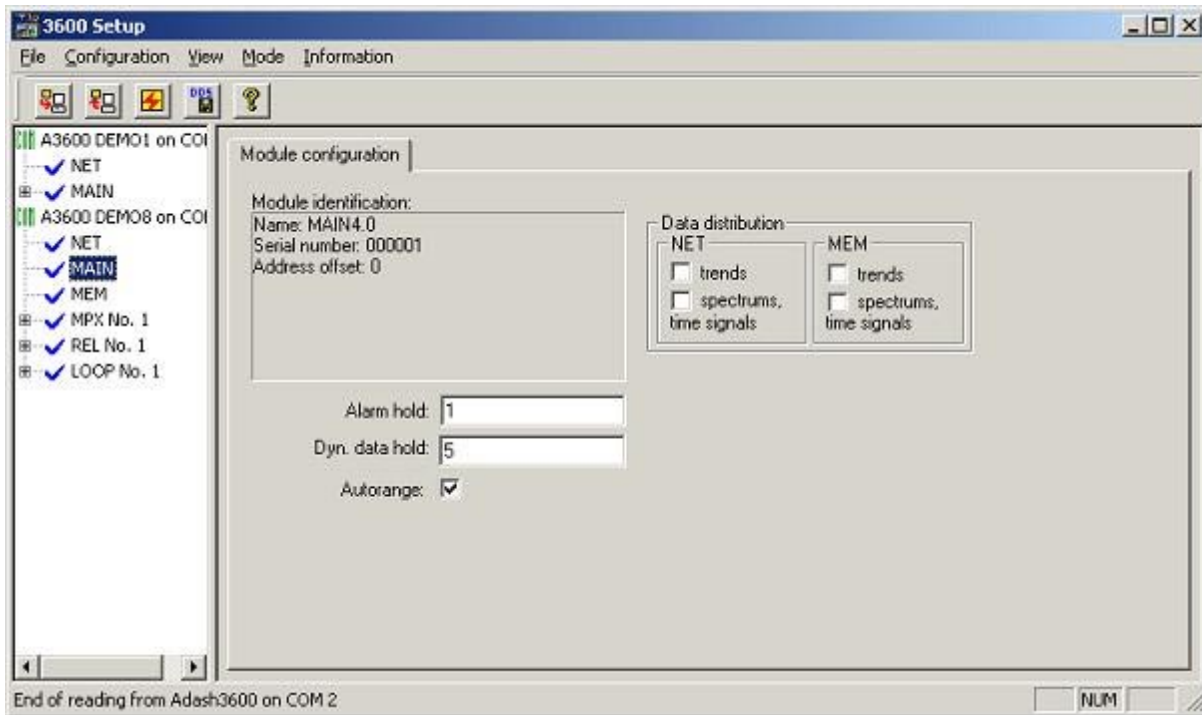 3600 Setup
File Configuration View Mode Information
DDS
A3600 DEMO1 on CO
NET
MAIN
A3600 DEMO8 on CO
NET
MAIN
MEM
MPX No. 1
REL No. 1
LOOP No. 1
Module configuration
Module identification:
Name: MAIN4.0
Serial number: 000001
Address offset: 0
Data distribution
NET
trends
spectrums,
time signals
MEM
trends
spectrums,
time signals
Alarm hold: 1
Dyn. data hold: 5
Autorange:
End of reading from Adash3600 on COM 2
NUM